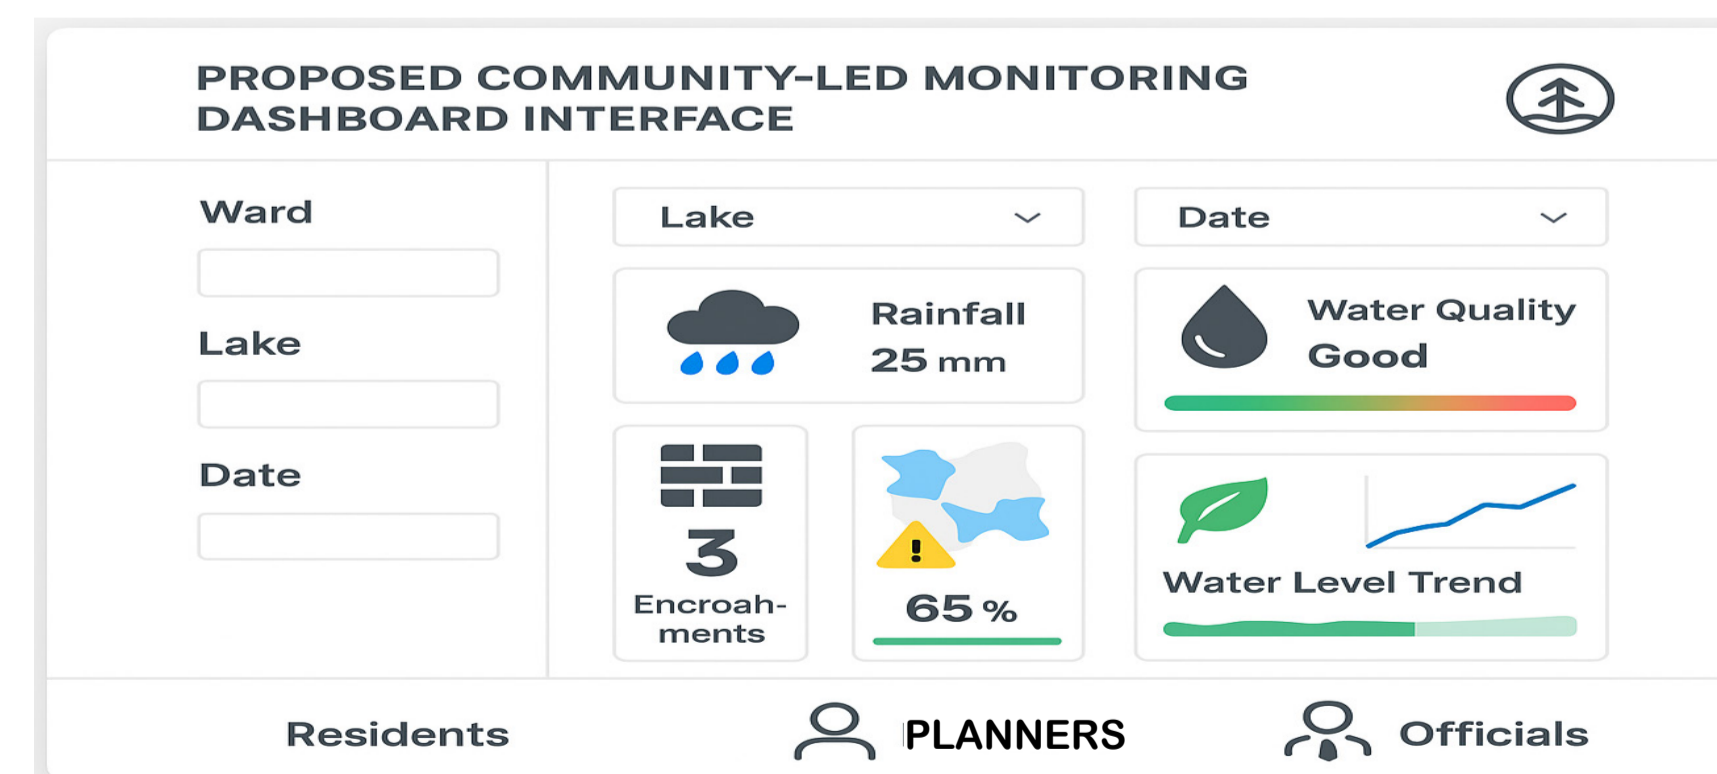 PROPOSED COMMUNITY-LED MONITORING
DASHBOARD INTERFACE
Ward
Lake
Date
Lake
Date
Rainfall
25 mm
Water Quality
Good
3
Encroah-
ments
!
65 %
Water Level Trend
Residents
PLANNERS
Officials